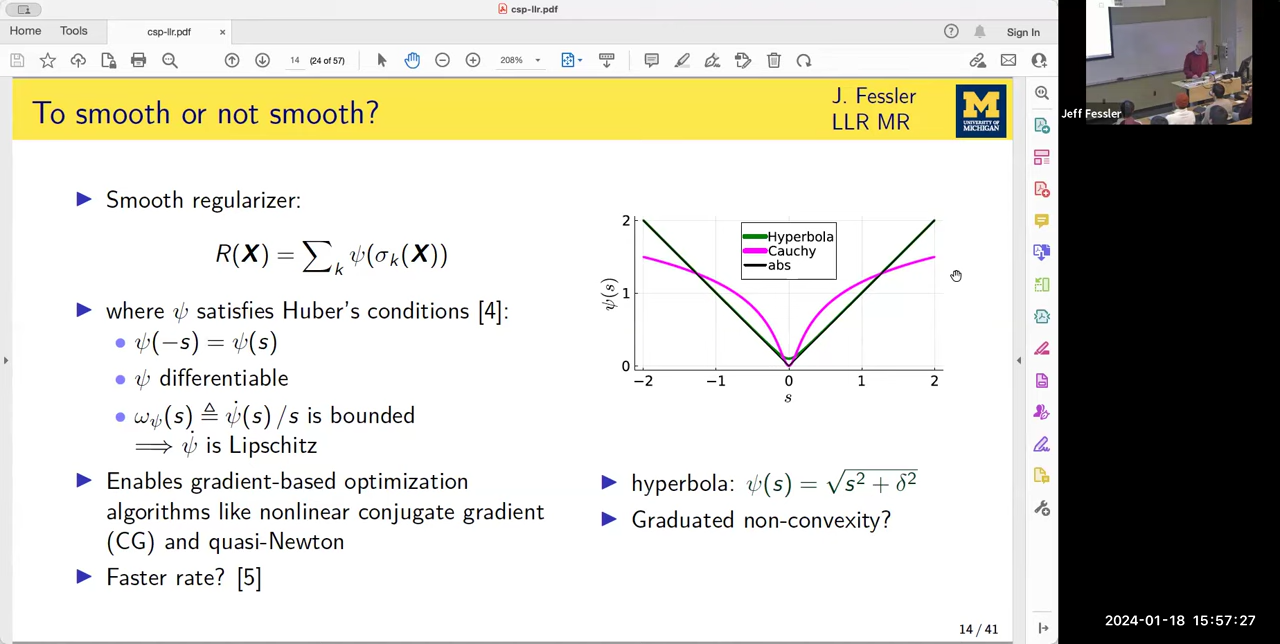 csp-llr.pdf
Home
Tools
csp-llr.pdf ×
Sign In
14
(24 of 57)
208%
To smooth or not smooth?
J. Fessler
LLR MR
M
UNIVERSITY OF
MICHIGAN
Jeff Fessler
▶ Smooth regularizer:
R(X) = ∑ₖ ψ(σₖ(X))
▶ where ψ satisfies Huber's conditions [4]:
• ψ(−s) = ψ(s)
• ψ differentiable
• ω_ψ(s) ≜ ψ̇(s)/s is bounded
⟹ ψ̇ is Lipschitz
▶ Enables gradient-based optimization
algorithms like nonlinear conjugate gradient
(CG) and quasi-Newton
▶ Faster rate? [5]
Hyperbola
Cauchy
abs
ψ(s)
2
1
0
−2 −1 0 1 2
s
▶ hyperbola: ψ(s) = √(s² + δ²)
▶ Graduated non-convexity?
14 / 41
2024-01-18 15:57:27